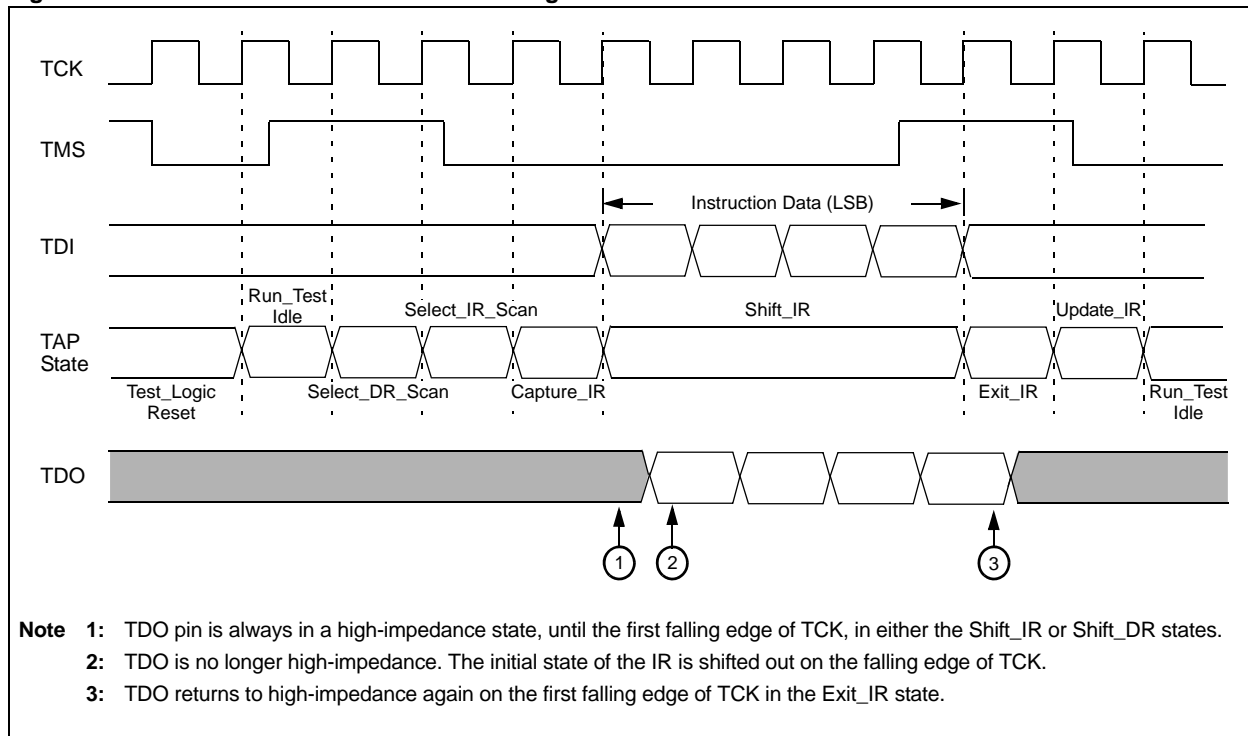 TCK
TMS
Instruction Data (LSB)
TDI
Run_Test
Idle
Select_IR_Scan
Shift_IR
Update_IR
TAP
State
Test_Logic
Reset
Select_DR_Scan
Capture_IR
Exit_IR
Run_Test
Idle
TDO
1
2
3
Note 1: TDO pin is always in a high-impedance state, until the first falling edge of TCK, in either the Shift_IR or Shift_DR states.
2: TDO is no longer high-impedance. The initial state of the IR is shifted out on the falling edge of TCK.
3: TDO returns to high-impedance again on the first falling edge of TCK in the Exit_IR state.